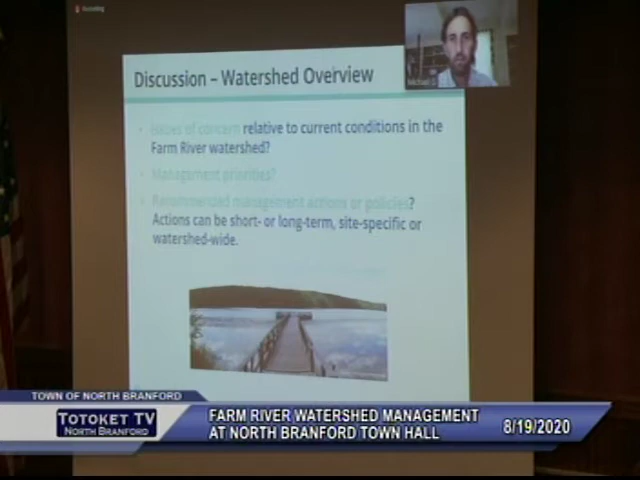 Recording
Michael
Discussion – Watershed Overview
• Issues of concern relative to current conditions in the
Farm River watershed?
• Management priorities?
• Recommended management actions or policies?
Actions can be short- or long-term, site-specific or
watershed-wide.
TOWN OF NORTH BRANFORD
TOTOKET TV
NORTH BRANFORD
FARM RIVER WATERSHED MANAGEMENT
AT NORTH BRANFORD TOWN HALL
8/19/2020